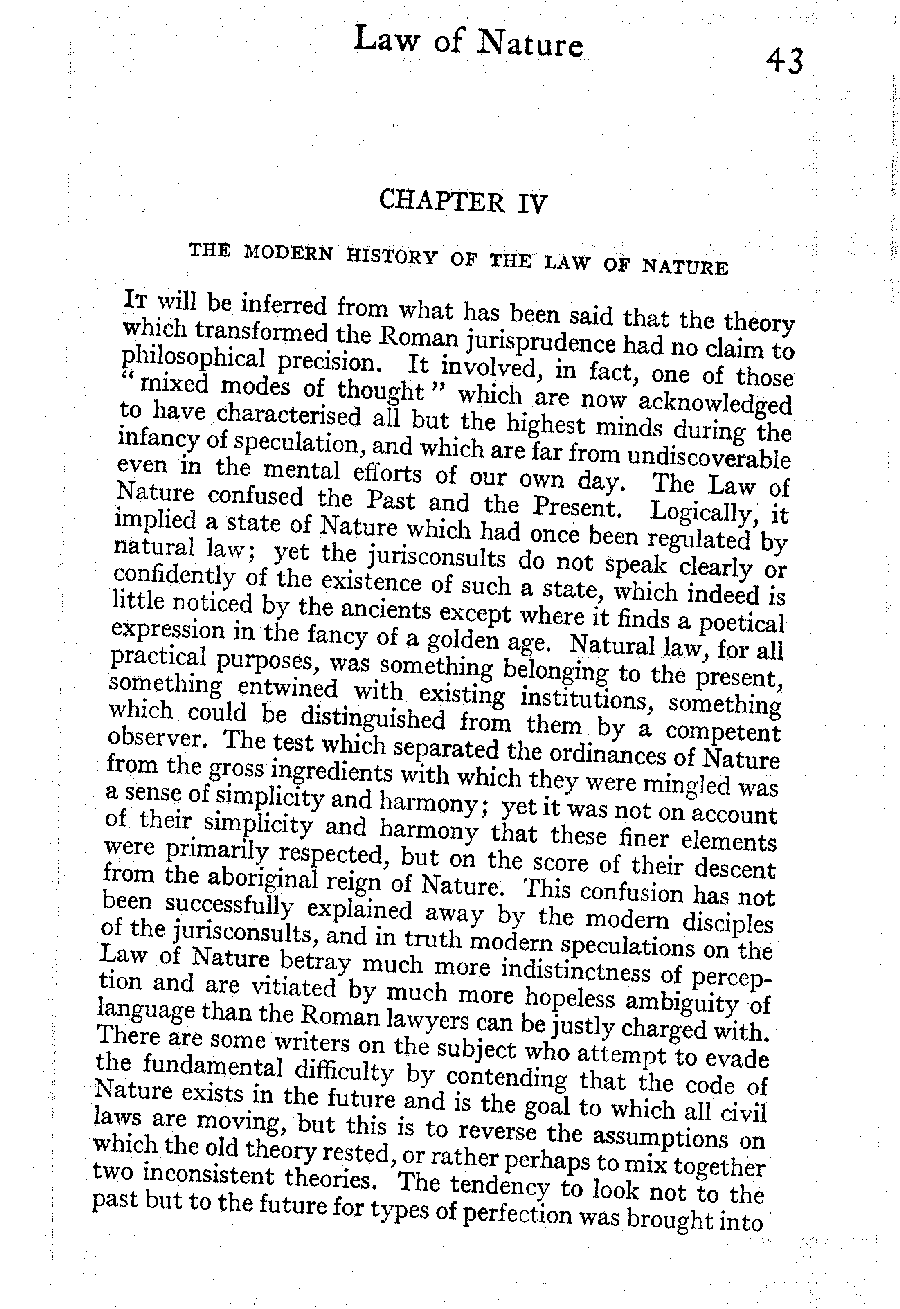 Law of Nature
43
CHAPTER IV
THE MODERN HISTORY OF THE LAW OF NATURE
IT will be inferred from what has been said that the theory
which transformed the Roman jurisprudence had no claim to
philosophical precision. It involved, in fact, one of those
“mixed modes of thought” which are now acknowledged
to have characterised all but the highest minds during the
infancy of speculation, and which are far from undiscoverable
even in the mental efforts of our own day. The Law of
Nature confused the Past and the Present. Logically, it
implied a state of Nature which had once been regulated by
natural law; yet the jurisconsults do not speak clearly or
confidently of the existence of such a state, which indeed is
little noticed by the ancients except where it finds a poetical
expression in the fancy of a golden age. Natural law, for all
practical purposes, was something belonging to the present,
something entwined with existing institutions, something
which could be distinguished from them by a competent
observer. The test which separated the ordinances of Nature
from the gross ingredients with which they were mingled was
a sense of simplicity and harmony; yet it was not on account
of their simplicity and harmony that these finer elements
were primarily respected, but on the score of their descent
from the aboriginal reign of Nature. This confusion has not
been successfully explained away by the modern disciples
of the jurisconsults, and in truth modern speculations on the
Law of Nature betray much more indistinctness of percep-
tion and are vitiated by much more hopeless ambiguity of
language than the Roman lawyers can be justly charged with.
There are some writers on the subject who attempt to evade
the fundamental difficulty by contending that the code of
Nature exists in the future and is the goal to which all civil
laws are moving, but this is to reverse the assumptions on
which the old theory rested, or rather perhaps to mix together
two inconsistent theories. The tendency to look not to the
past but to the future for types of perfection was brought into